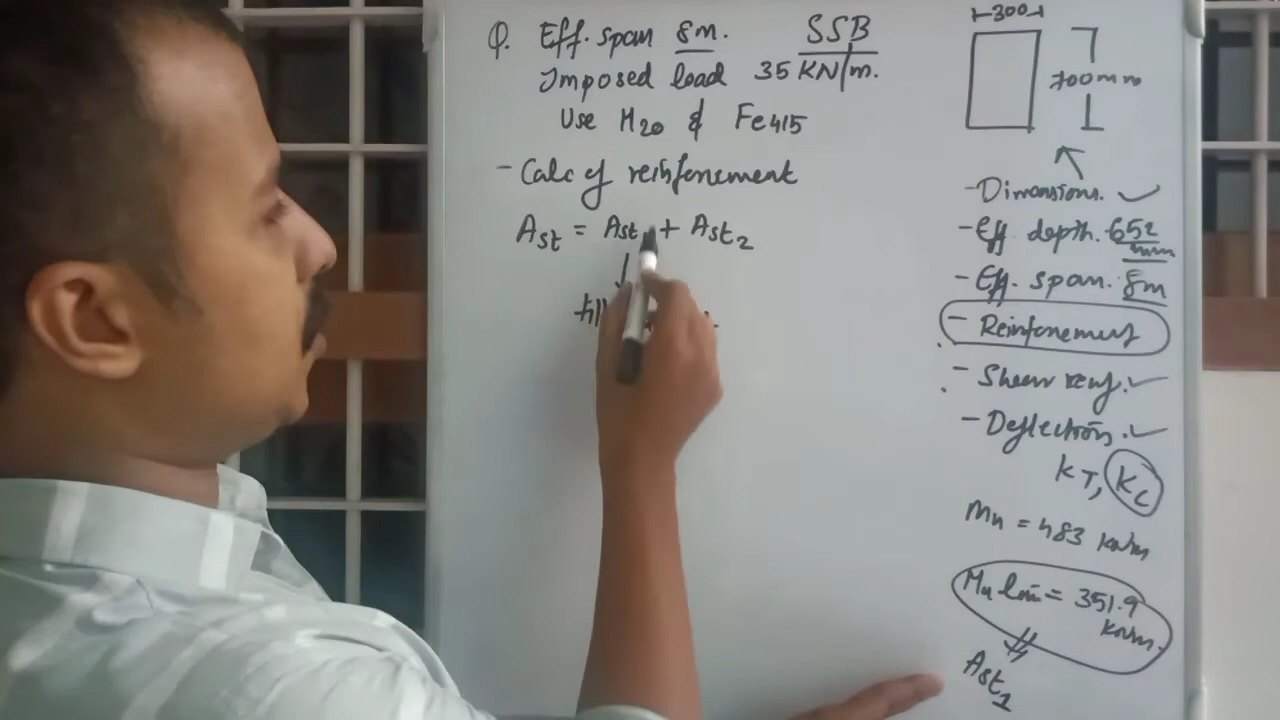 Q. Eff. span 8m. SSB
Imposed load 35 KN/m.
Use M20 & Fe415
- Calc of reinforcement
Ast = Ast + Ast2
300
700mm
- Dimensions. ✓
- Eff depth. 652 mm
- Eff. span. 8m
- Reinforcement
- Shear reinf. ✓
- Deflection. ✓
KT, Kc
Mu = 483 kNm
Mu lim = 351.9 kNm.
Ast1